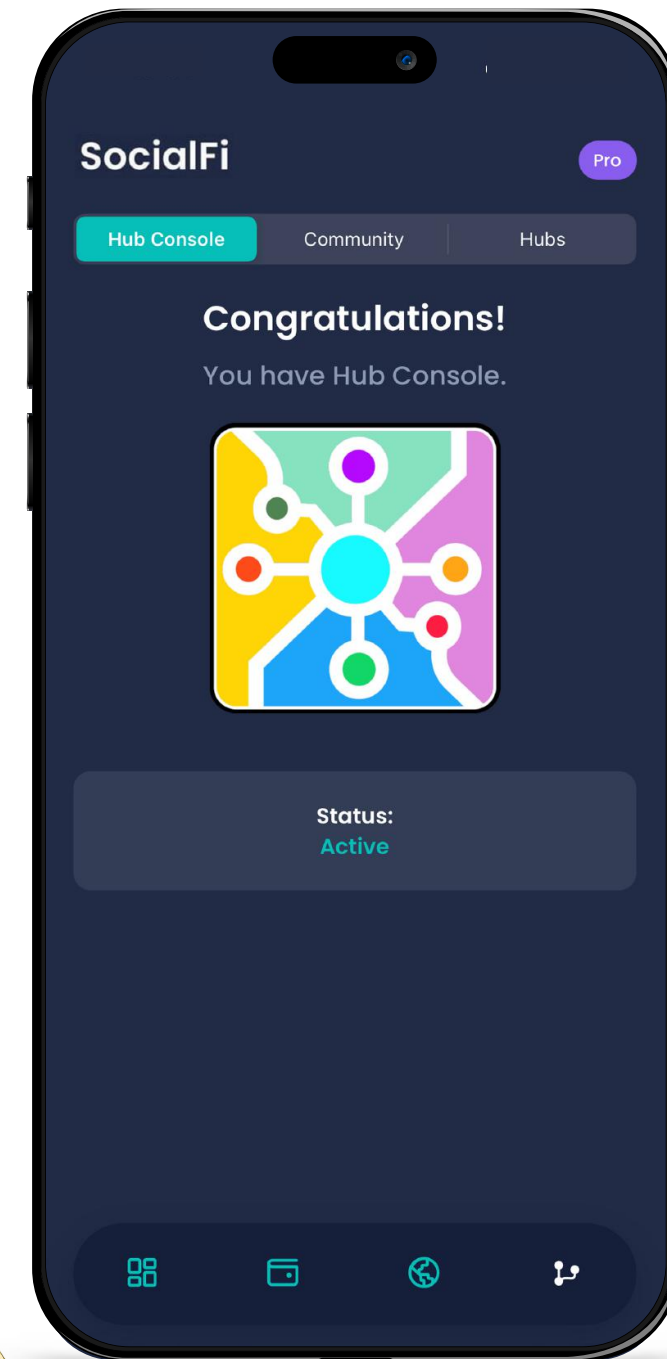 SocialFi
Pro
Hub Console
Community
Hubs
Congratulations!
You have Hub Console.
Status:
Active